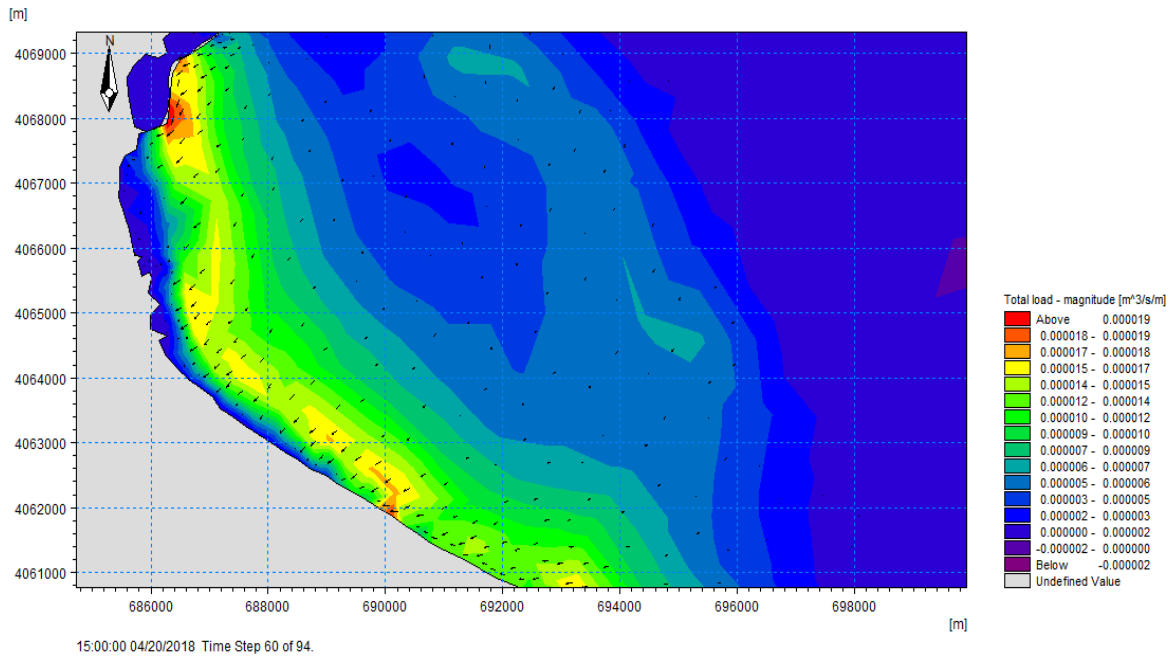 [m]
N
4069000
4068000
4067000
4066000
4065000
4064000
4063000
4062000
4061000
686000 688000 690000 692000 694000 696000 698000
[m]
15:00:00 04/20/2018 Time Step 60 of 94.
Total load - magnitude [m^3/s/m]
Above 0.000019
0.000018 - 0.000019
0.000017 - 0.000018
0.000015 - 0.000017
0.000014 - 0.000015
0.000012 - 0.000014
0.000010 - 0.000012
0.000009 - 0.000010
0.000007 - 0.000009
0.000006 - 0.000007
0.000005 - 0.000006
0.000003 - 0.000005
0.000002 - 0.000003
0.000000 - 0.000002
-0.000002 - 0.000000
Below -0.000002
Undefined Value